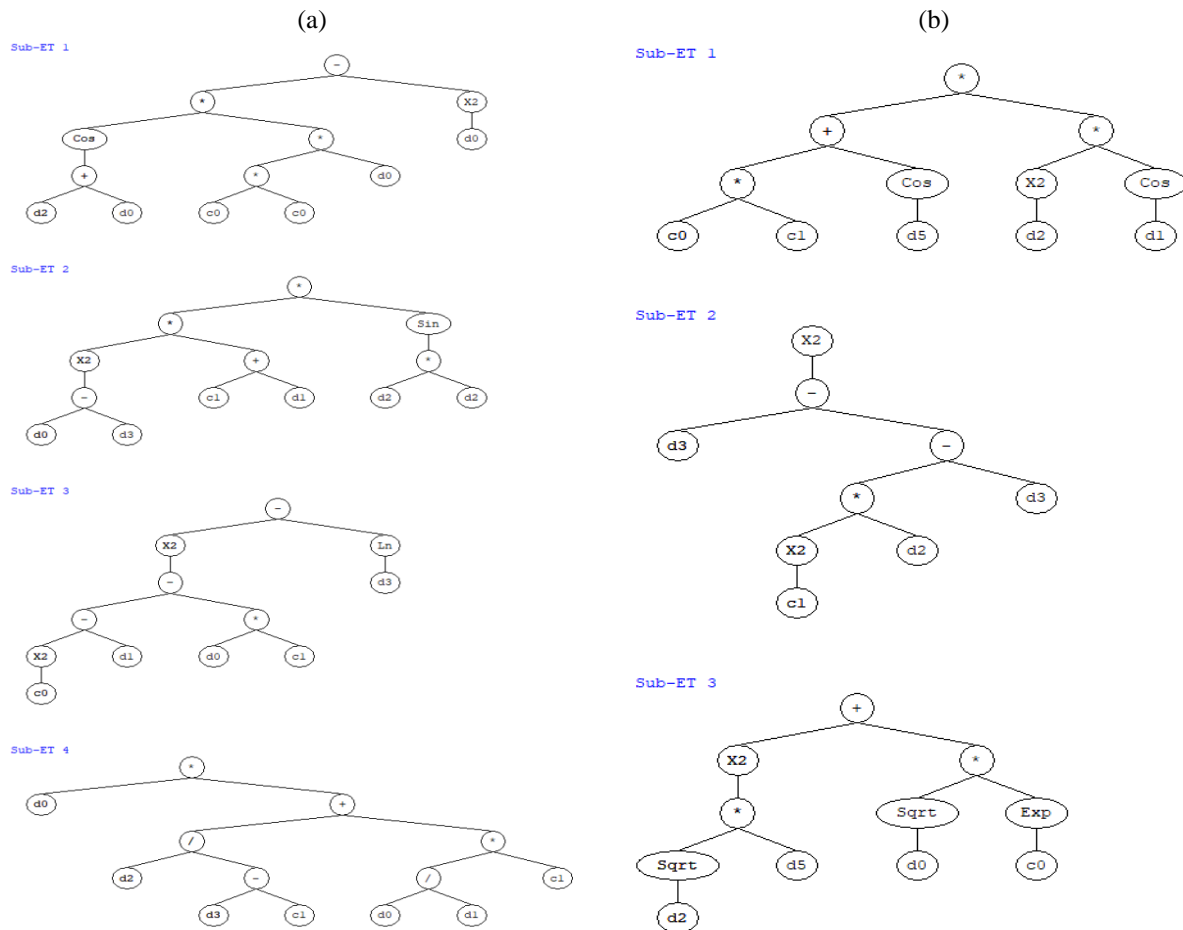 (a)
Sub-ET 1
-
* X2
Cos * d0
+ * d0
d2 d0 c0 c0
Sub-ET 2
*
* Sin
X2 + *
- c1 d1 d2 d2
d0 d3
Sub-ET 3
-
X2 Ln
- d3
- *
X2 d1 d0 c1
c0
Sub-ET 4
*
d0 +
/ *
d2 - / c1
d3 c1 d0 d1
(b)
Sub-ET 1
*
+ *
* Cos X2 Cos
c0 c1 d5 d2 d1
Sub-ET 2
X2
-
d3 -
* d3
X2 d2
c1
Sub-ET 3
+
X2 *
* Sqrt Exp
Sqrt d5 d0 c0
d2